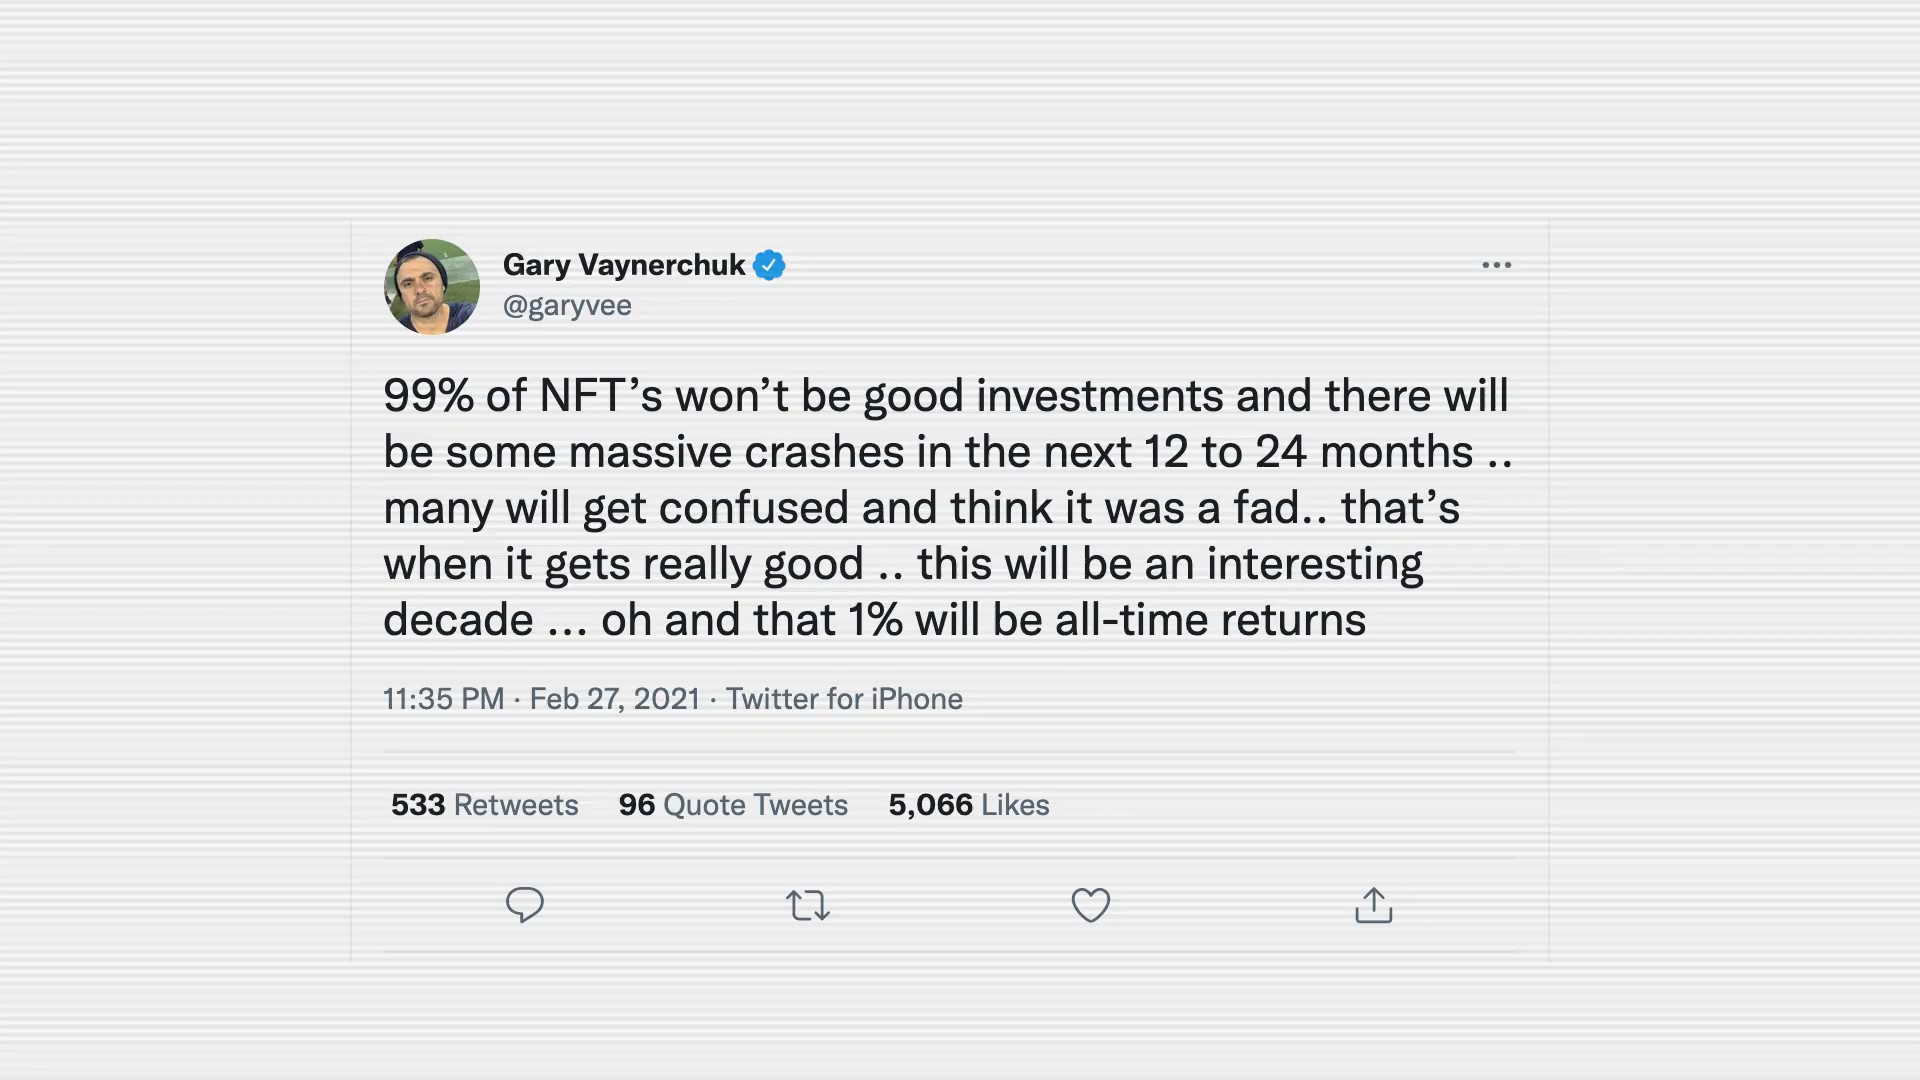 Gary Vaynerchuk
@garyvee
99% of NFT’s won’t be good investments and there will
be some massive crashes in the next 12 to 24 months ..
many will get confused and think it was a fad.. that’s
when it gets really good .. this will be an interesting
decade ... oh and that 1% will be all-time returns
11:35 PM · Feb 27, 2021 · Twitter for iPhone
533 Retweets 96 Quote Tweets 5,066 Likes